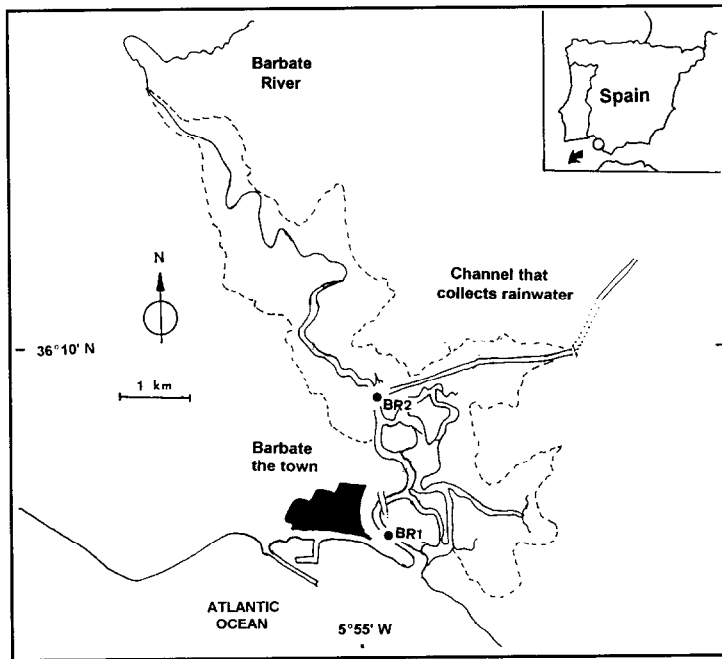 Barbate
River
Spain
N
Channel that
collects rainwater
36°10' N
1 km
BR2
Barbate
the town
BR1
ATLANTIC
OCEAN
5°55' W